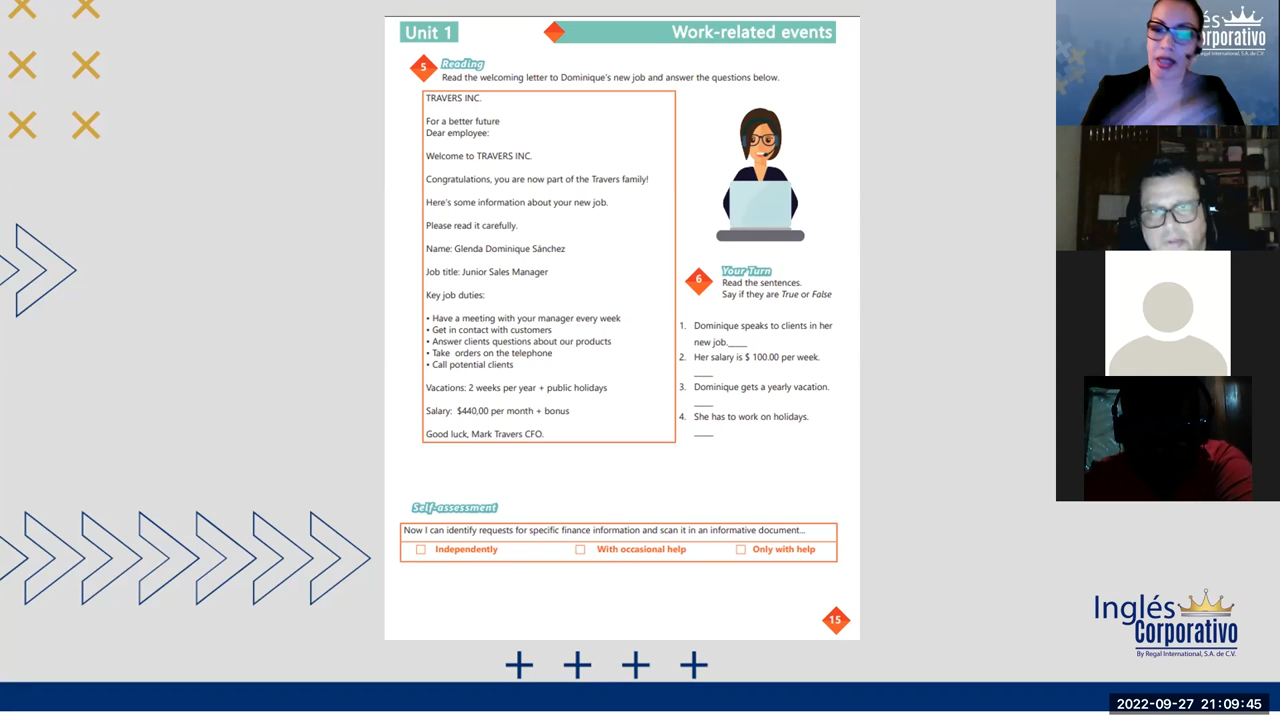 Unit 1
Work-related events
5
Reading
Read the welcoming letter to Dominique's new job and answer the questions below.
TRAVERS INC.
For a better future
Dear employee:
Welcome to TRAVERS INC.
Congratulations, you are now part of the Travers family!
Here's some information about your new job.
Please read it carefully.
Name: Glenda Dominique Sánchez
Job title: Junior Sales Manager
Key job duties:
• Have a meeting with your manager every week
• Get in contact with customers
• Answer clients questions about our products
• Take orders on the telephone
• Call potential clients
Vacations: 2 weeks per year + public holidays
Salary: $440,00 per month + bonus
Good luck, Mark Travers CFO.
6
Your Turn
Read the sentences.
Say if they are True or False
1. Dominique speaks to clients in her
new job.____
2. Her salary is $ 100.00 per week.
____
3. Dominique gets a yearly vacation.
____
4. She has to work on holidays.
____
Self-assessment
Now I can identify requests for specific finance information and scan it in an informative document...
Independently
With occasional help
Only with help
15
Inglés
Corporativo
By Regal International, S.A. de C.V.
2022-09-27 21:09:45